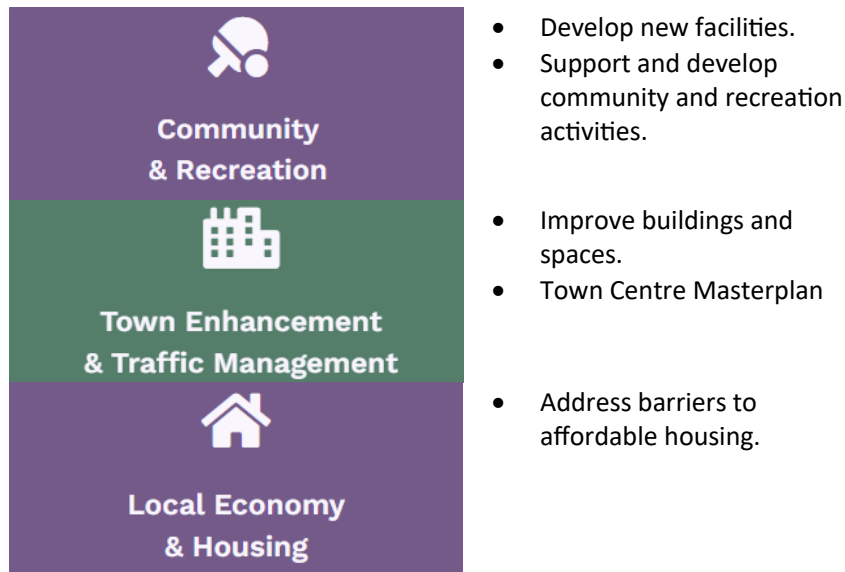 Community
& Recreation
• Develop new facilities.
• Support and develop
community and recreation
activities.
Town Enhancement
& Traffic Management
• Improve buildings and
spaces.
• Town Centre Masterplan
Local Economy
& Housing
• Address barriers to
affordable housing.